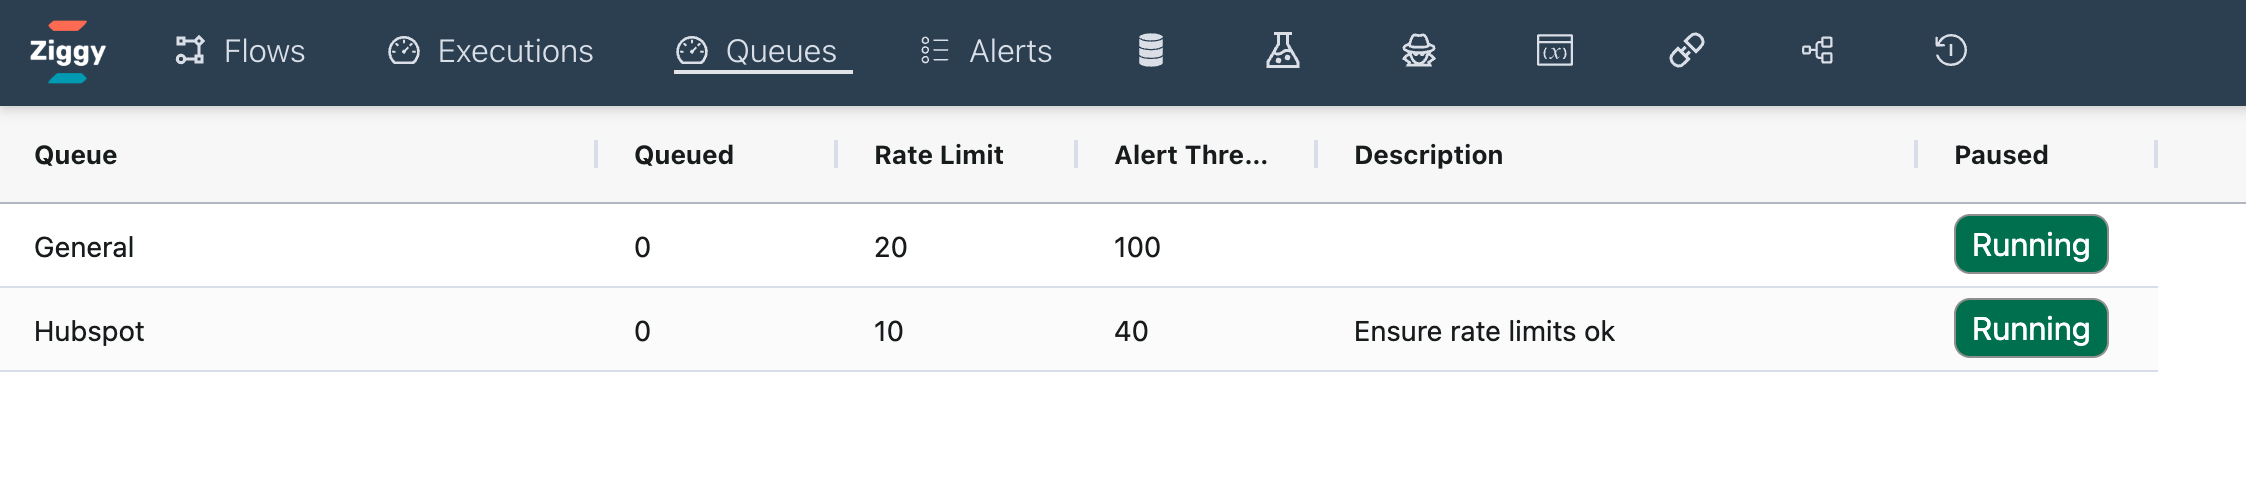 Ziggy Flows Executions Queues Alerts (x)
Queue Queued Rate Limit Alert Thre... Description Paused
General 0 20 100 Running
Hubspot 0 10 40 Ensure rate limits ok Running